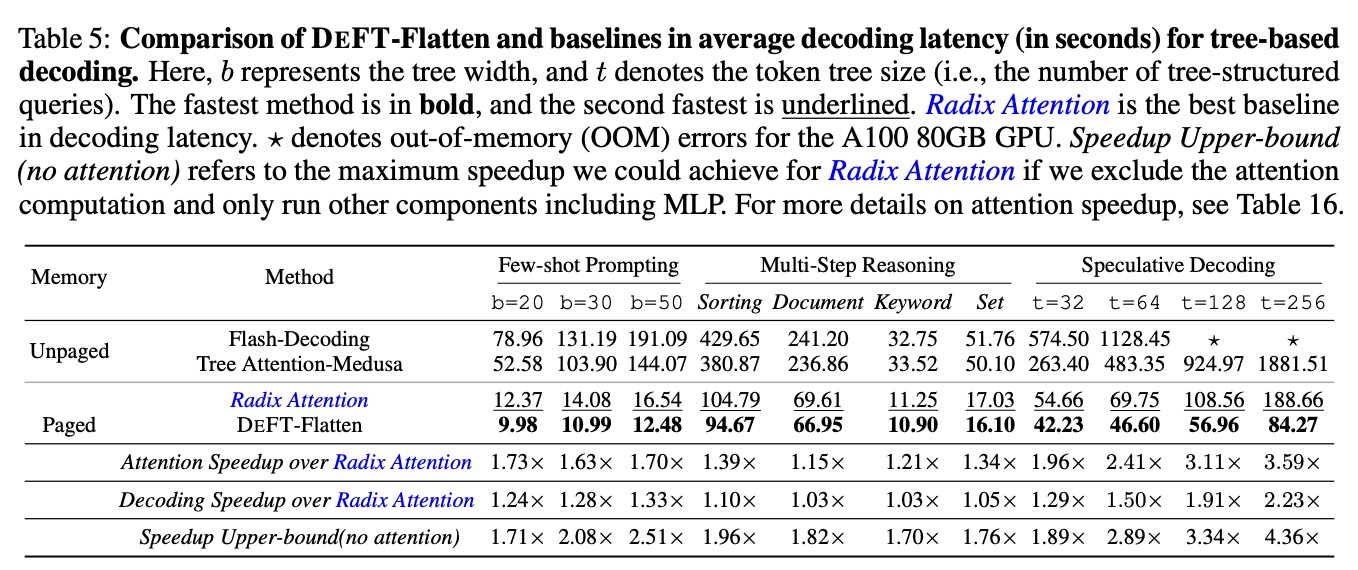 Table 5: Comparison of DEFT-Flatten and baselines in average decoding latency (in seconds) for tree-based
decoding. Here, b represents the tree width, and t denotes the token tree size (i.e., the number of tree-structured
queries). The fastest method is in bold, and the second fastest is underlined. Radix Attention is the best baseline
in decoding latency. ⋆ denotes out-of-memory (OOM) errors for the A100 80GB GPU. Speedup Upper-bound
(no attention) refers to the maximum speedup we could achieve for Radix Attention if we exclude the attention
computation and only run other components including MLP. For more details on attention speedup, see Table 16.
Memory Method Few-shot Prompting Multi-Step Reasoning Speculative Decoding
b=20 b=30 b=50 Sorting Document Keyword Set t=32 t=64 t=128 t=256
Unpaged
Flash-Decoding 78.96 131.19 191.09 429.65 241.20 32.75 51.76 574.50 1128.45 ⋆ ⋆
Tree Attention-Medusa 52.58 103.90 144.07 380.87 236.86 33.52 50.10 263.40 483.35 924.97 1881.51
Radix Attention 12.37 14.08 16.54 104.79 69.61 11.25 17.03 54.66 69.75 108.56 188.66
Paged DEFT-Flatten 9.98 10.99 12.48 94.67 66.95 10.90 16.10 42.23 46.60 56.96 84.27
Attention Speedup over Radix Attention 1.73× 1.63× 1.70× 1.39× 1.15× 1.21× 1.34× 1.96× 2.41× 3.11× 3.59×
Decoding Speedup over Radix Attention 1.24× 1.28× 1.33× 1.10× 1.03× 1.03× 1.05× 1.29× 1.50× 1.91× 2.23×
Speedup Upper-bound(no attention) 1.71× 2.08× 2.51× 1.96× 1.82× 1.70× 1.76× 1.89× 2.89× 3.34× 4.36×